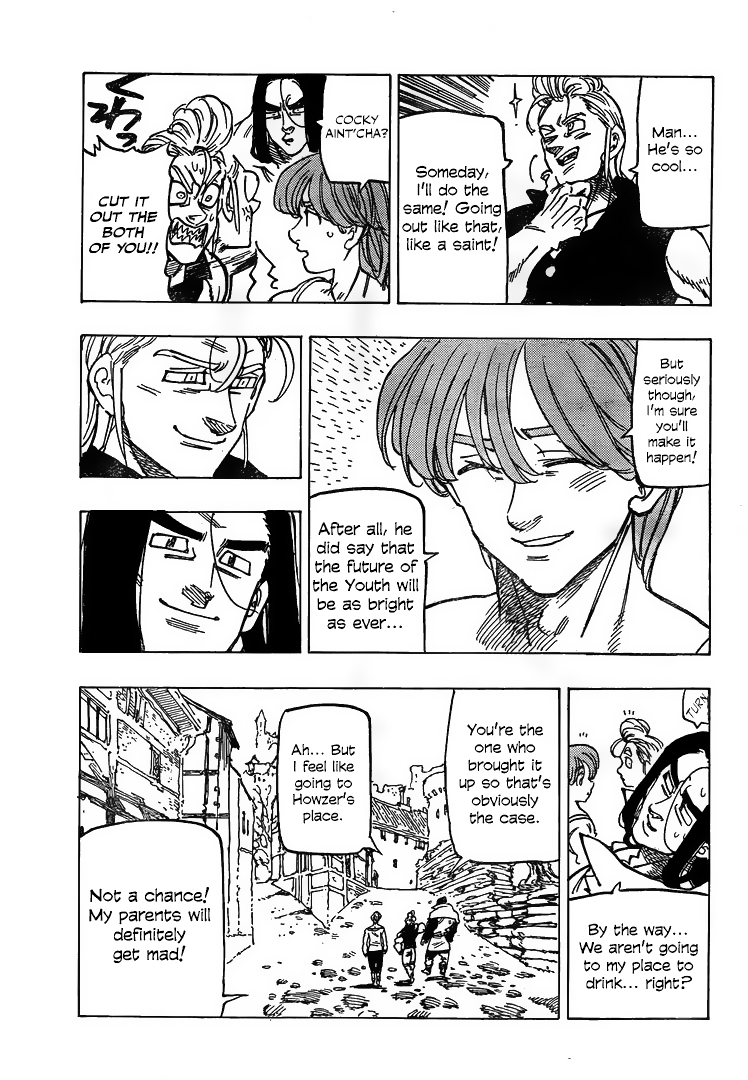 Man...
He's so
cool...
Someday,
I'll do the
same! Going
out like that,
like a saint!
COCKY
AINT'CHA?
CUT IT
OUT THE
BOTH
OF YOU!!
But
seriously
though,
I'm sure
you'll
make it
happen!
After all, he
did say that
the future of
the Youth will
be as bright
as ever...
TURN
By the way...
We aren't going
to my place to
drink... right?
You're the
one who
brought it
up so that's
obviously
the case.
Ah... But
I feel like
going to
Howzer's
place.
Not a chance!
My parents will
definitely
get mad!